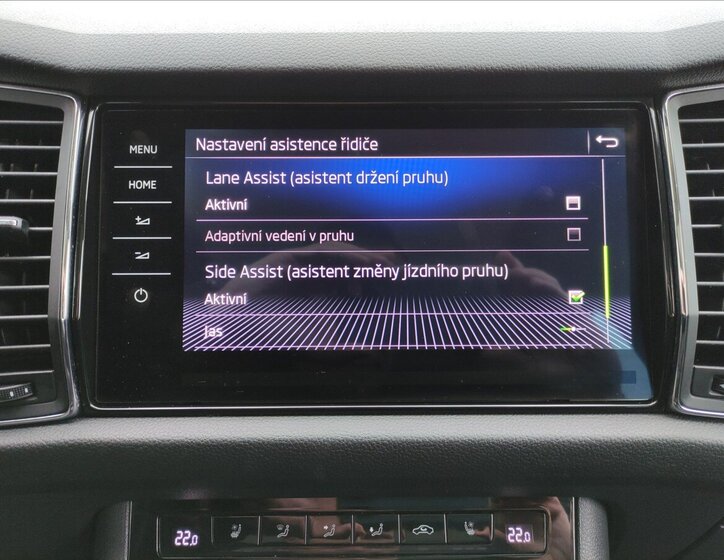 MENU
HOME
Nastavení asistence řidiče
Lane Assist (asistent držení pruhu)
Aktivní
Adaptivní vedení v pruhu
Side Assist (asistent změny jízdního pruhu)
Aktivní
Jas
22.0
22.0